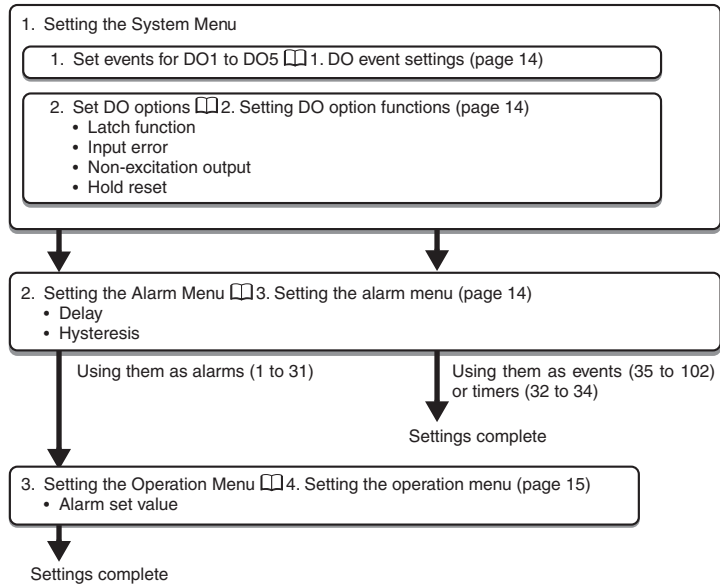 1. Setting the System Menu
1. Set events for DO1 to DO5 1. DO event settings (page 14)
2. Set DO options 2. Setting DO option functions (page 14)
• Latch function
• Input error
• Non-excitation output
• Hold reset
2. Setting the Alarm Menu 3. Setting the alarm menu (page 14)
• Delay
• Hysteresis
Using them as alarms (1 to 31)
Using them as events (35 to 102)
or timers (32 to 34)
Settings complete
3. Setting the Operation Menu 4. Setting the operation menu (page 15)
• Alarm set value
Settings complete